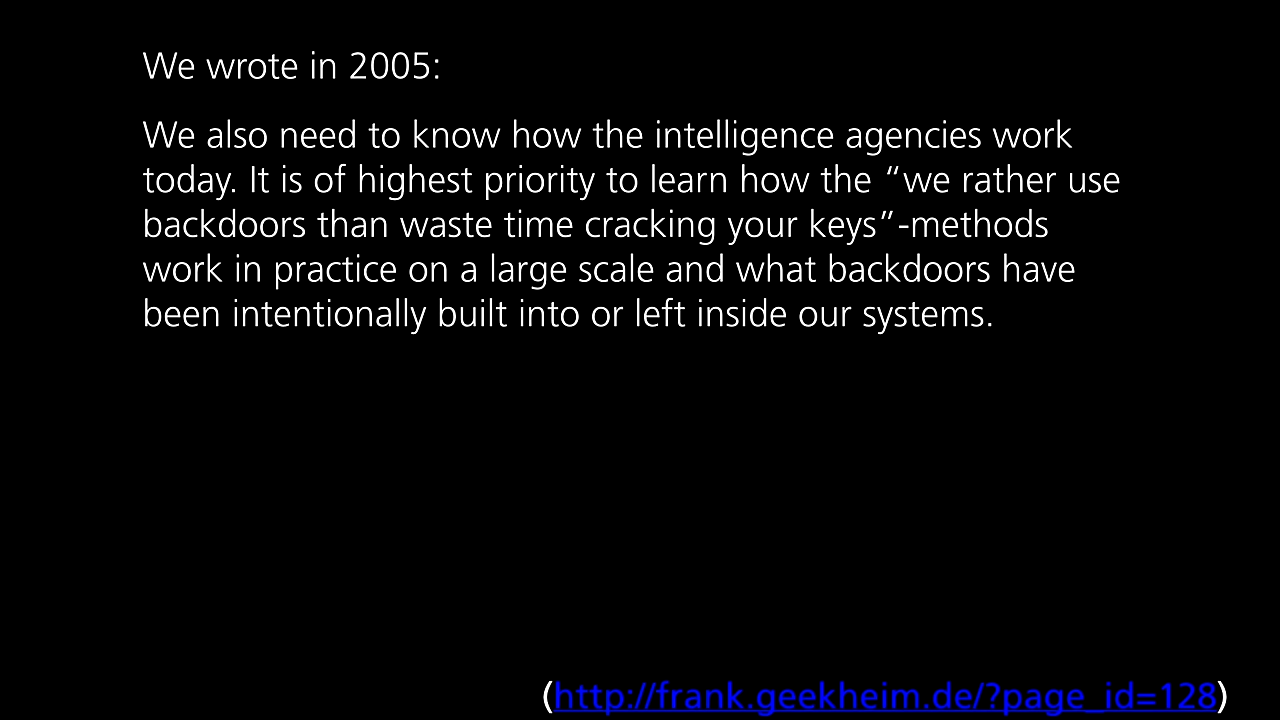 We wrote in 2005:
We also need to know how the intelligence agencies work
today. It is of highest priority to learn how the “we rather use
backdoors than waste time cracking your keys”-methods
work in practice on a large scale and what backdoors have
been intentionally built into or left inside our systems.
(http://frank.geekheim.de/?page_id=128)